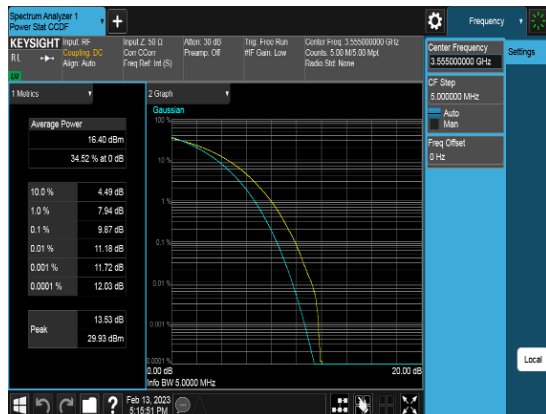 Spectrum Analyzer 1
Power Stat CCDF
+
Frequency
KEYSIGHT Input: RF Input Z: 50 Ω Atten: 30 dB Trig: Free Run Center Freq: 3.555000000 GHz
RL Coupling: DC Corr CCorr Preamp: Off #IF Gain: Low Counts: 5.00 M/5.00 Mpt
Align: Auto Freq Ref: Int (S) Radio Std: None
1 Metrics
2 Graph
Gaussian
Average Power
16.40 dBm
34.52 % at 0 dB
10.0 % 4.49 dB
1.0 % 7.94 dB
0.1 % 9.87 dB
0.01 % 11.18 dB
0.001 % 11.72 dB
0.0001 % 12.03 dB
Peak
13.53 dB
29.93 dBm
100 %
10 %
1 %
0.1 %
0.01 %
0.001 %
0.0001 %
0.00 dB 20.00 dB
Info BW 5.0000 MHz
Center Frequency
3.555000000 GHz
Settings
CF Step
5.000000 MHz
Auto
Man
Freq Offset
0 Hz
Local
?
Feb 13, 2023
5:15:51 PM